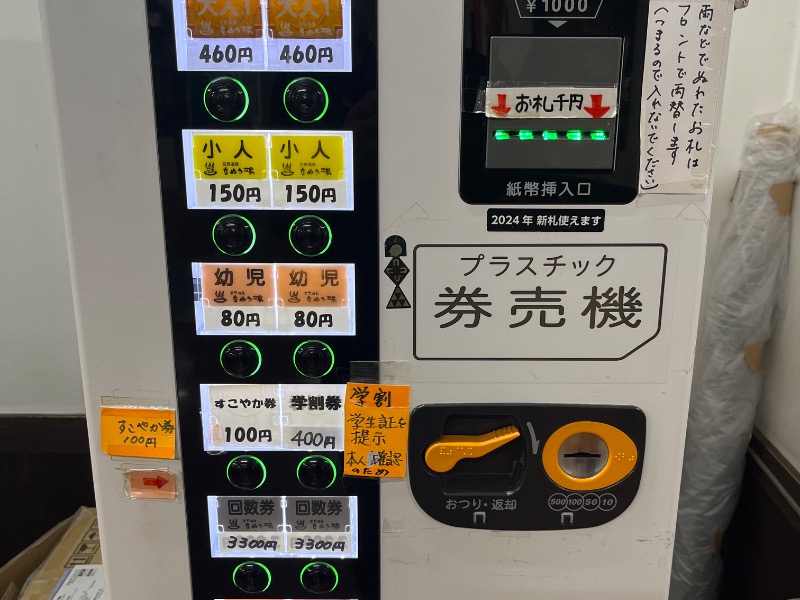 大人 大人
460円 460円
小人 小人
150円 150円
幼児 幼児
80円 80円
すこやか券 学割券
100円 400円
回数券 回数券
3300円 3300円
すこやか券
100円
学割
学生証を
提示
本人確認
のため
¥1000
お札千円
紙幣挿入口
2024年 新札使えます
雨などでぬれたお札は
フロントで両替します
(つまるので入れないでください)
プラスチック
券売機
おつり・返却
500 100 50 10